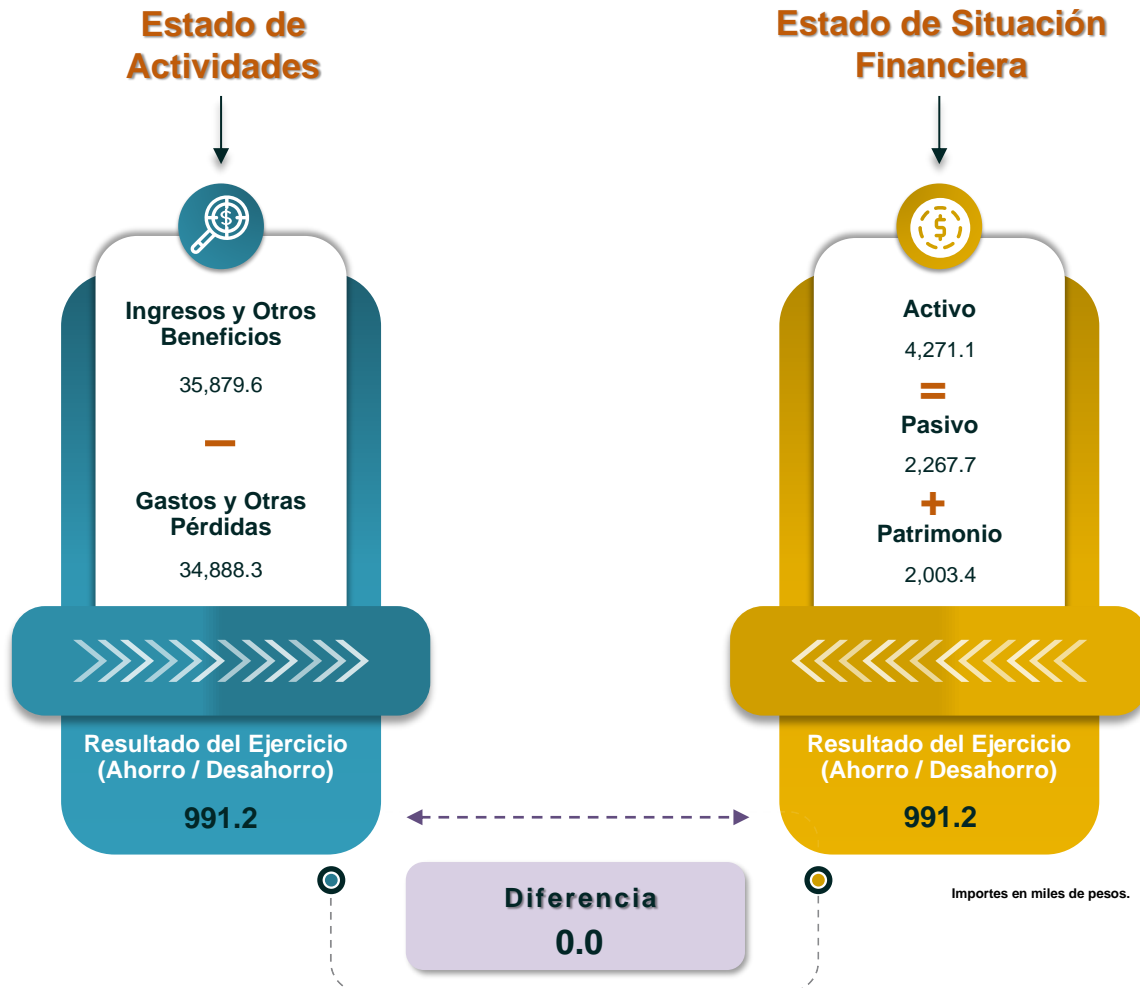 Estado de
Actividades
Ingresos y Otros
Beneficios
35,879.6
−
Gastos y Otras
Pérdidas
34,888.3
Resultado del Ejercicio
(Ahorro / Desahorro)
991.2
Estado de Situación
Financiera
Activo
4,271.1
=
Pasivo
2,267.7
+
Patrimonio
2,003.4
Resultado del Ejercicio
(Ahorro / Desahorro)
991.2
Diferencia
0.0
Importes en miles de pesos.